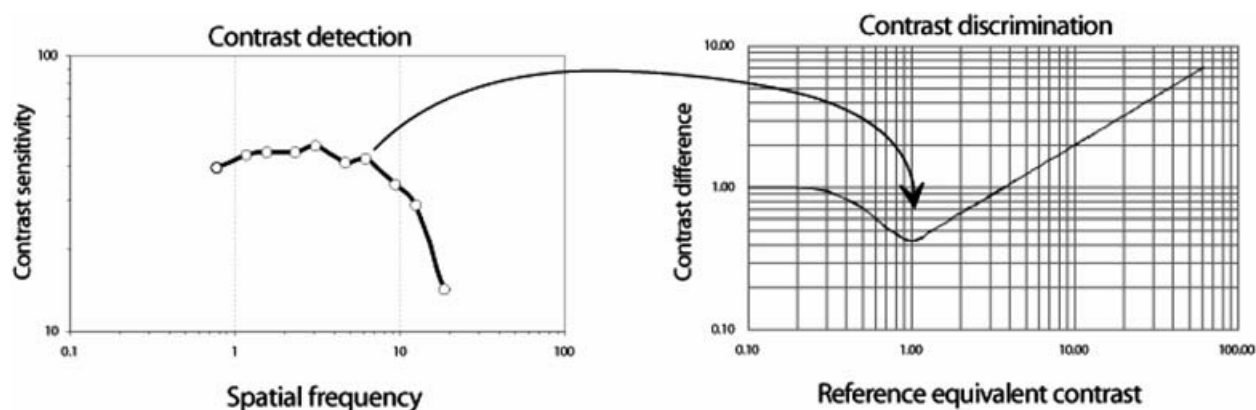 Contrast detection
100
Contrast sensitivity
10
0.1 1 10 100
Spatial frequency
Contrast discrimination
10.00
Contrast difference
1.00
0.10
0.10 1.00 10.00 100.00
Reference equivalent contrast